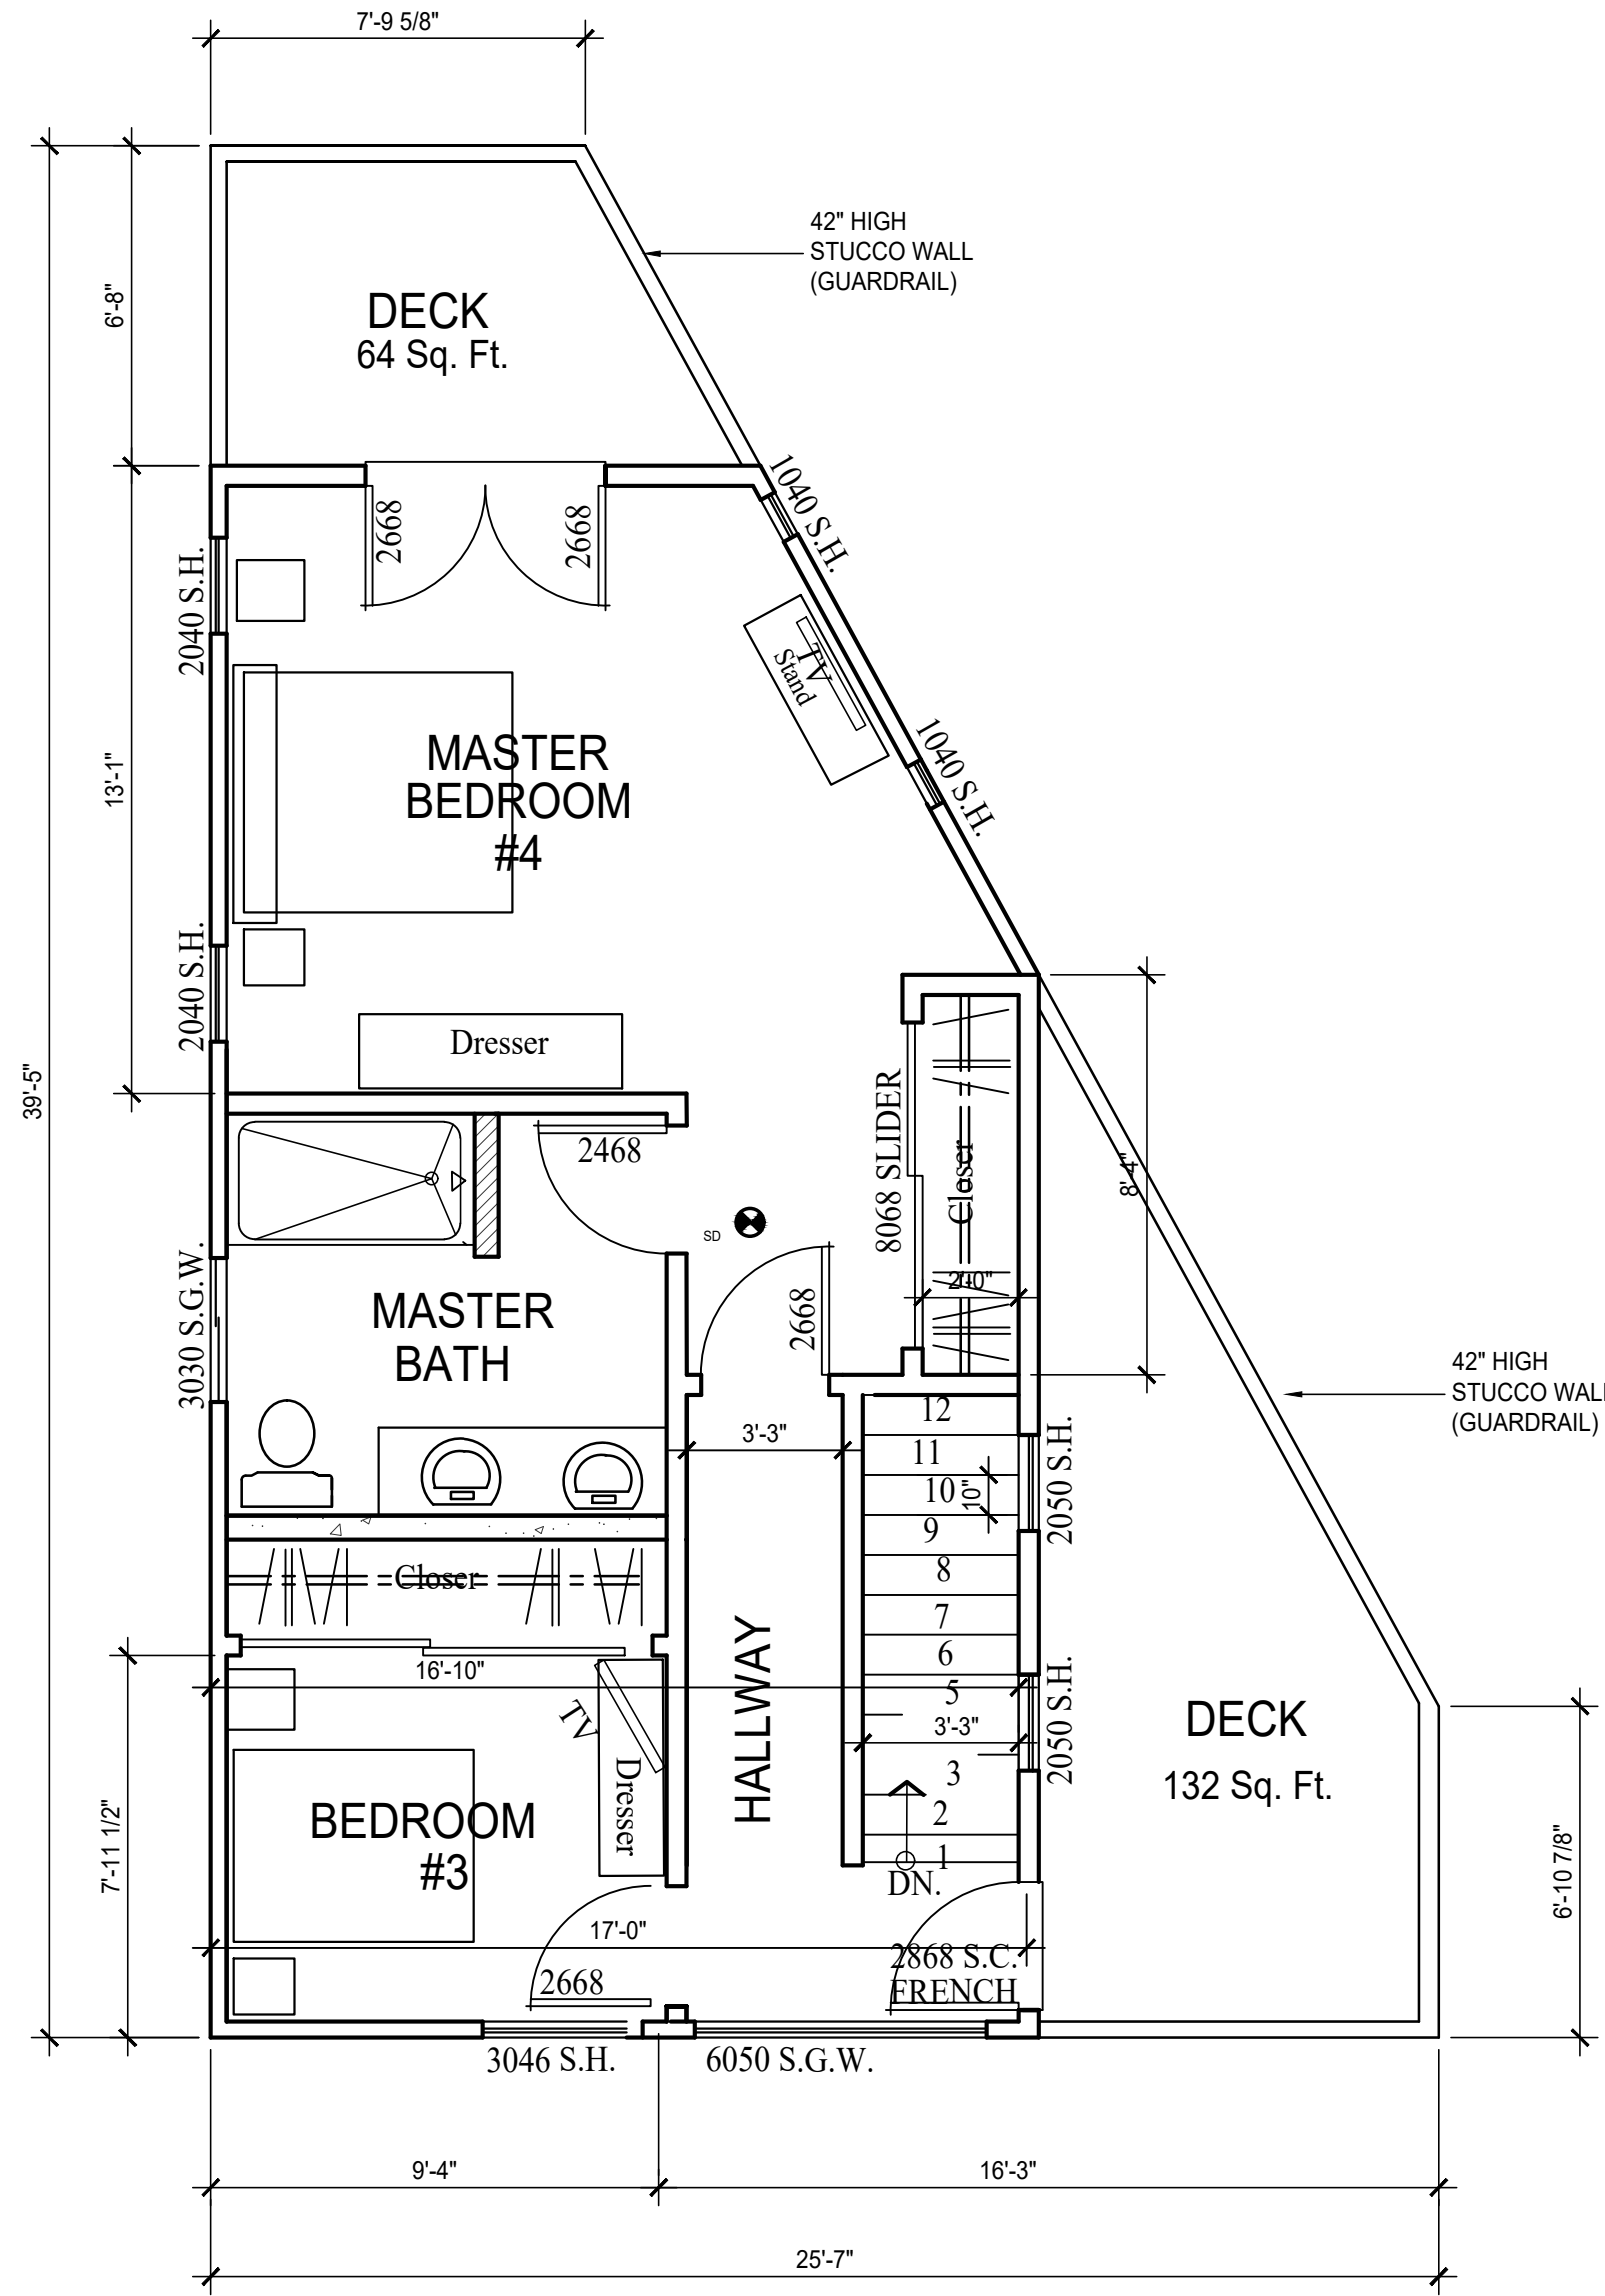 7'-9 5/8"
42" HIGH
STUCCO WALL
(GUARDRAIL)
6'-8"
DECK
64 Sq. Ft.
1040 S.H.
2668
2668
2040 S.H.
TV
Stand
13'-1"
MASTER
BEDROOM
#4
1040 S.H.
2040 S.H.
Dresser
39'-5"
2468
8068 SLIDER
Closer
8'-4"
SD
2'-0"
3030 S.G.W.
MASTER
BATH
2668
42" HIGH
STUCCO WALL
(GUARDRAIL)
12
11
10
9
8
7
6
5
3
2
1
10"
3'-3"
2050 S.H.
Closer
HALLWAY
16'-10"
TV
Dresser
3'-3"
2050 S.H.
DECK
132 Sq. Ft.
7'-11 1/2"
BEDROOM
#3
DN.
6'-10 7/8"
17'-0"
2868 S.C.
FRENCH
2668
3046 S.H.
6050 S.G.W.
9'-4"
16'-3"
25'-7"